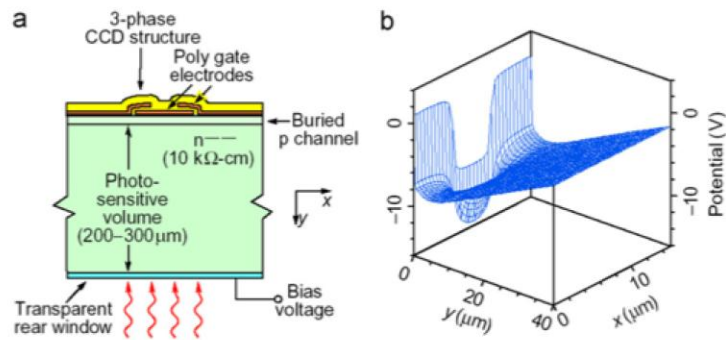 a
3-phase
CCD structure
Poly gate
electrodes
Buried
p channel
n——
(10 kΩ-cm)
Photo-
sensitive
volume
(200–300μm)
x
y
Transparent
rear window
Bias
voltage
b
0
−10
Potential (V)
0
−10
0
20
40
y (μm)
0
10
x (μm)